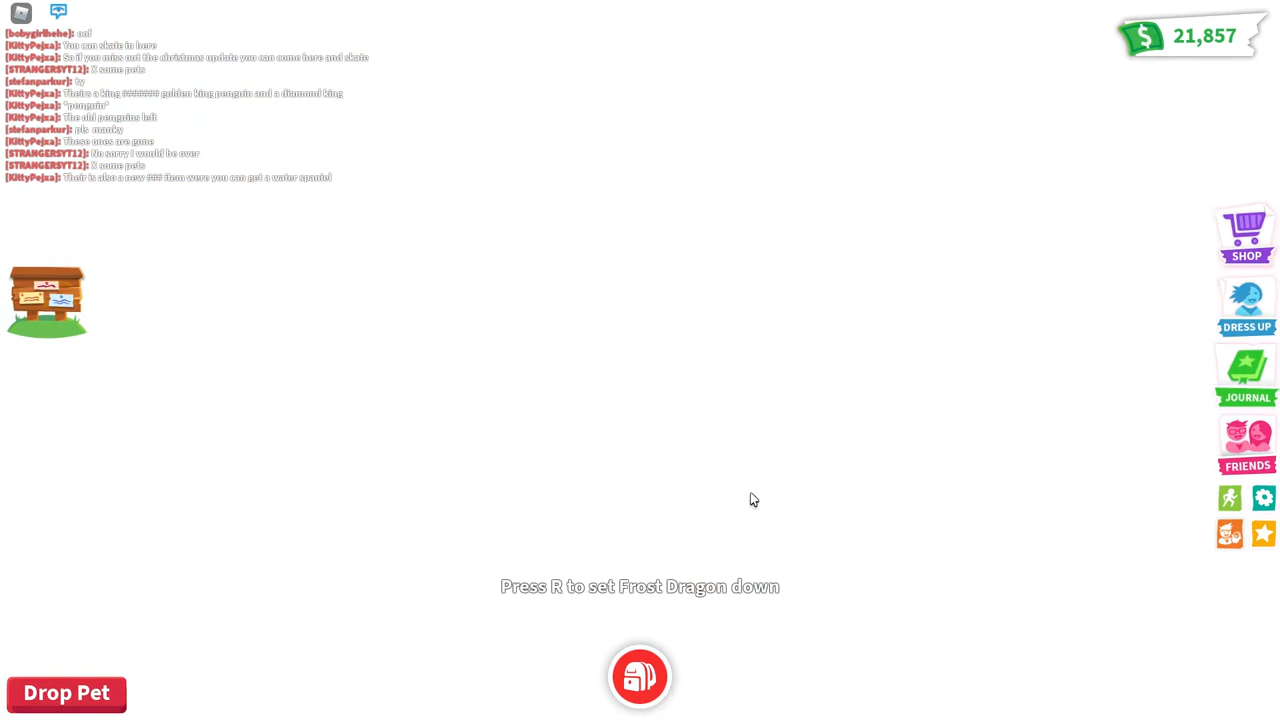 [bobygirlhehe]: oof
[KittyPejxa]: You can skate in here
[KittyPejxa]: So if you miss out the christmas update you can come here and skate
[STRANGERSYT12]: X some pets
[stefanparkur]: ty
[KittyPejxa]: Theirs a king ####### golden king penguin and a diamond king
[KittyPejxa]: *penguin*
[KittyPejxa]: The old penguins left
[stefanparkur]: pls manky
[KittyPejxa]: These ones are gone
[STRANGERSYT12]: No sorry I would be over
[STRANGERSYT12]: X some pets
[KittyPejxa]: Their is also a new ### item were you can get a water spaniel
21,857
SHOP
DRESS UP
JOURNAL
FRIENDS
Press R to set Frost Dragon down
Drop Pet